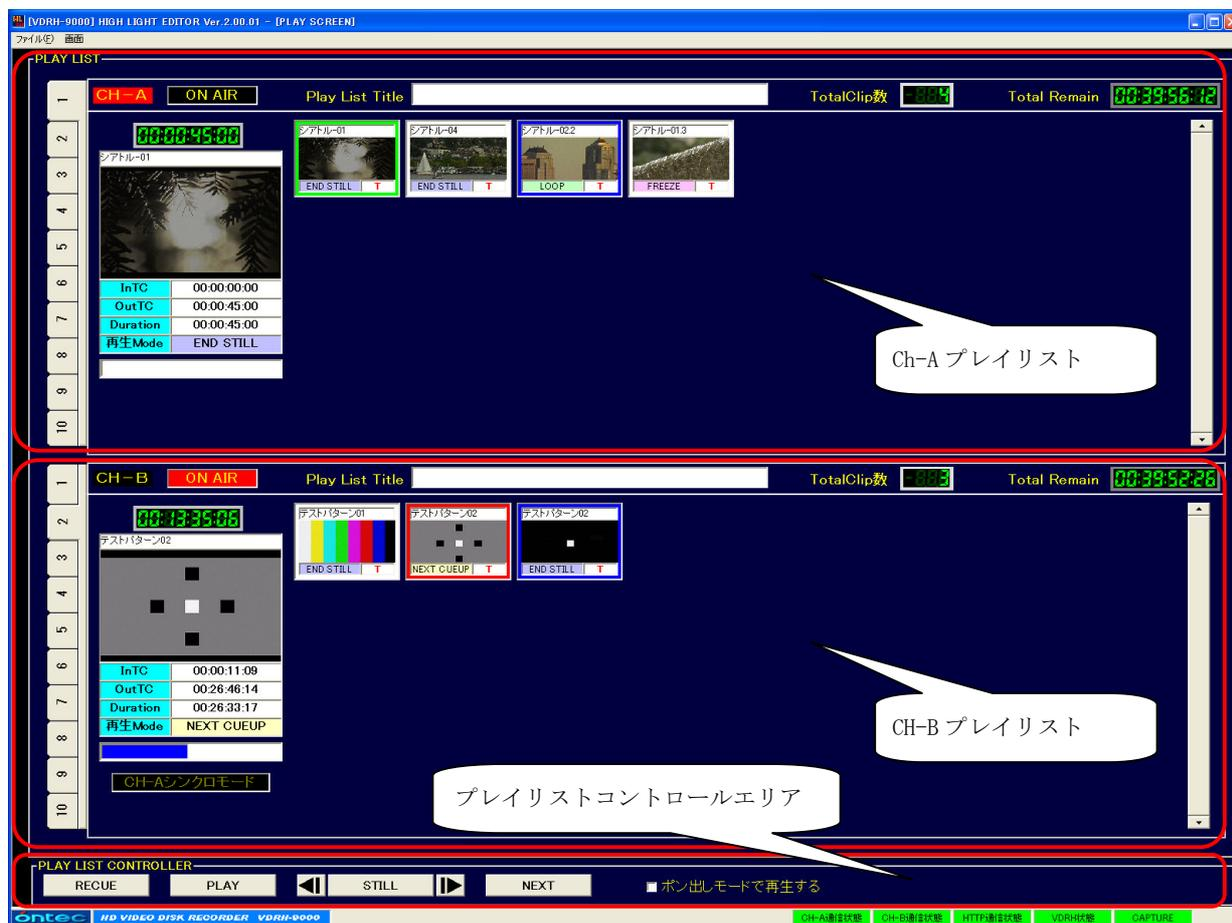 [VDRH-9000] HIGH LIGHT EDITOR Ver.2.00.01 - [PLAY SCREEN]
ファイル(F) 画面
PLAY LIST
1
2
3
4
5
6
7
8
9
10
CH-A ON AIR Play List Title TotalClip数 4 Total Remain 00:39:56:12
00:00:45:00
シアトル-01
InTC 00:00:00:00
OutTC 00:00:45:00
Duration 00:00:45:00
再生Mode END STILL
シアトル-01
END STILL T
シアトル-04
END STILL T
シアトル-02.2
LOOP T
シアトル-01.3
FREEZE T
Ch-A プレイリスト
1
2
3
4
5
6
7
8
9
10
CH-B ON AIR Play List Title TotalClip数 3 Total Remain 00:39:52:26
00:13:35:06
テストパターン02
InTC 00:00:11:09
OutTC 00:26:46:14
Duration 00:26:33:17
再生Mode NEXT CUEUP
CH-Aシンクロモード
テストパターン01
END STILL T
テストパターン02
NEXT CUEUP T
テストパターン02
END STILL T
CH-B プレイリスト
プレイリストコントロールエリア
PLAY LIST CONTROLLER
RECUE PLAY STILL NEXT ポン出しモードで再生する
ontec HD VIDEO DISK RECORDER VDRH-9000 CH-A通信状態 CH-B通信状態 HTTP通信状態 VDRH状態 CAPTURE